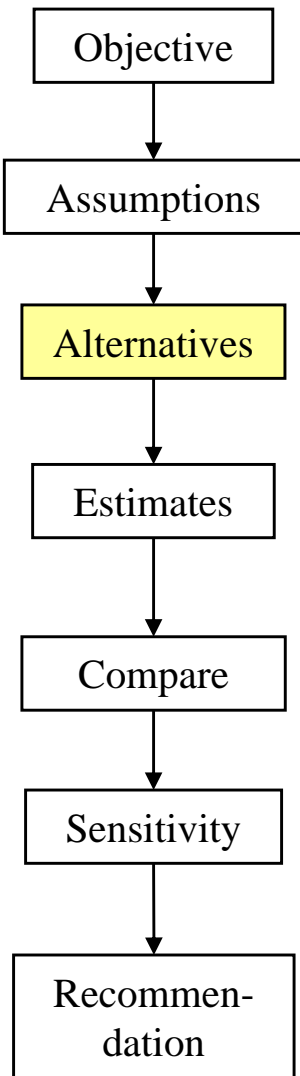 Objective
Assumptions
Alternatives
Estimates
Compare
Sensitivity
Recommen-
dation